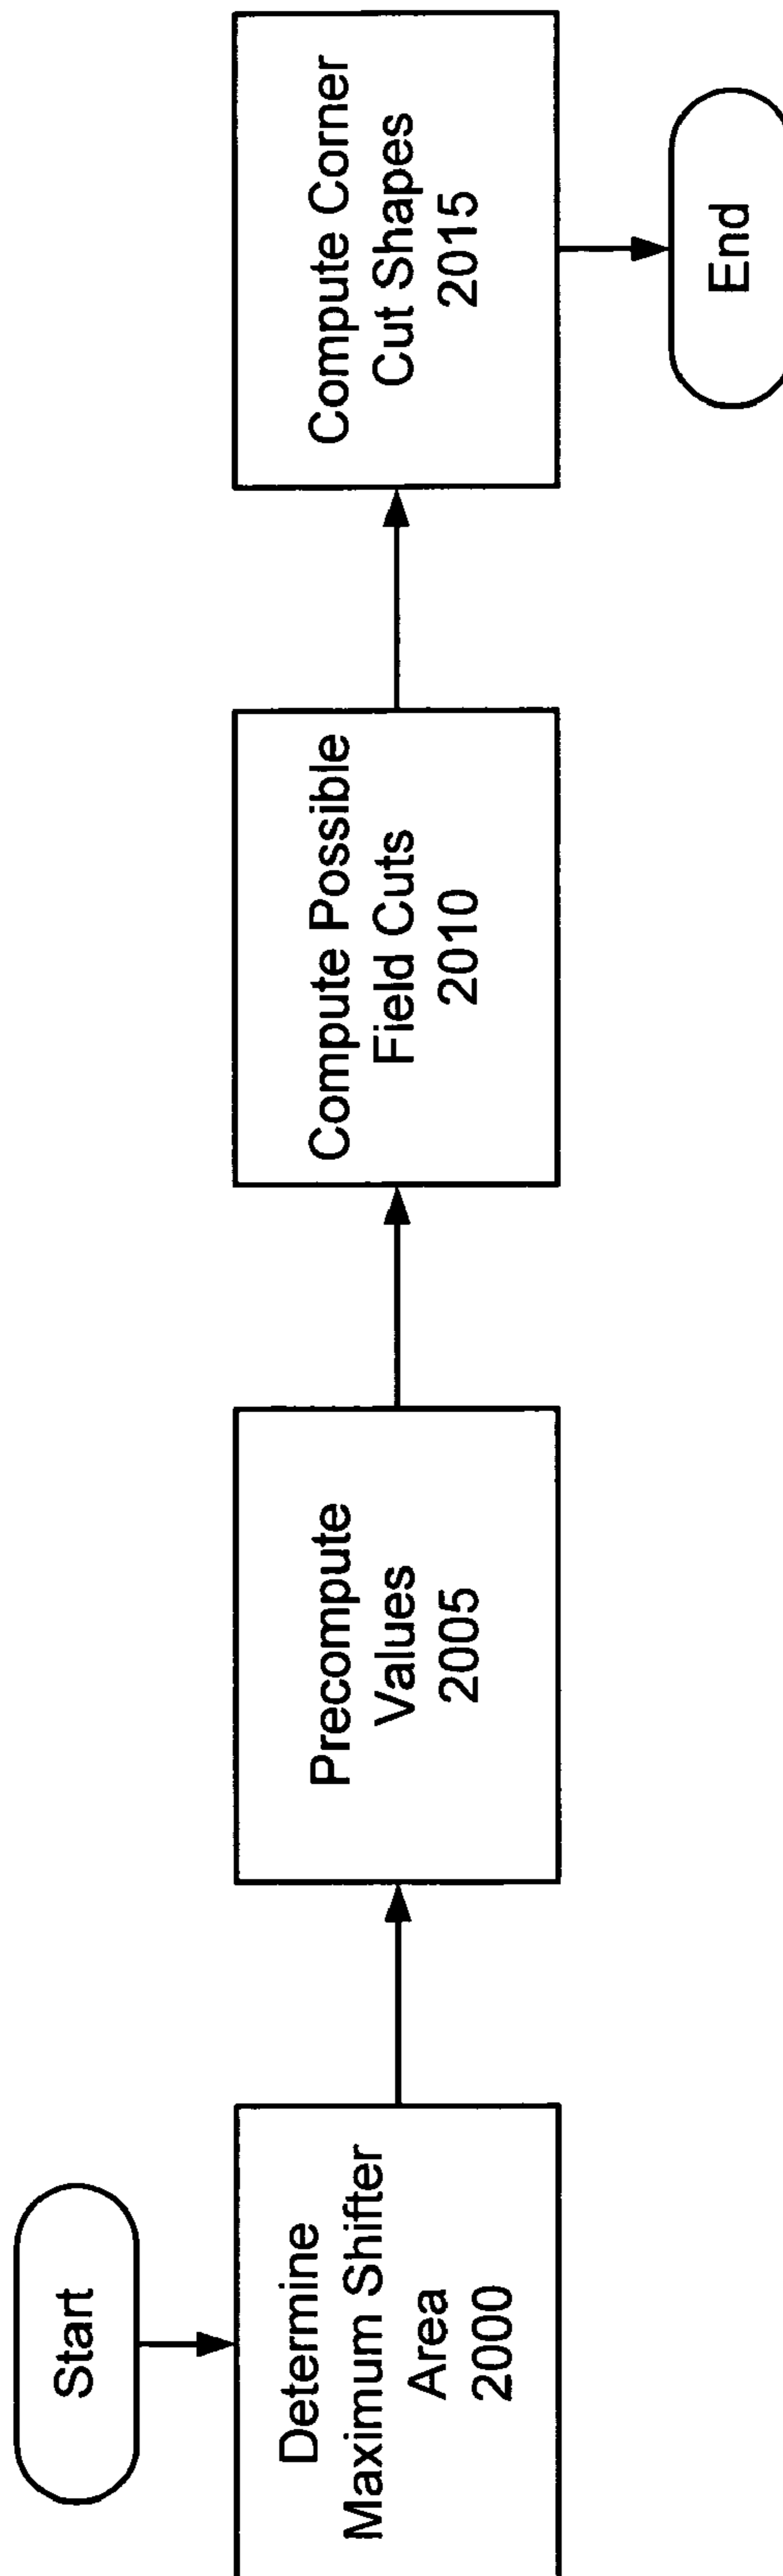 Start
Determine
Maximum Shifter
Area
2000
Precompute
Values
2005
Compute Possible
Field Cuts
2010
Compute Corner
Cut Shapes
2015
End